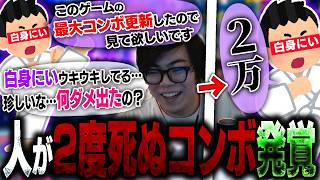 白身にい
このゲームの
最大コンボ更新したので
見て欲しいです
白身にいウキウキしてる…
珍しいな…何ダメ出たの？
白身にい
2万
人が2度死ぬコンボ発覚